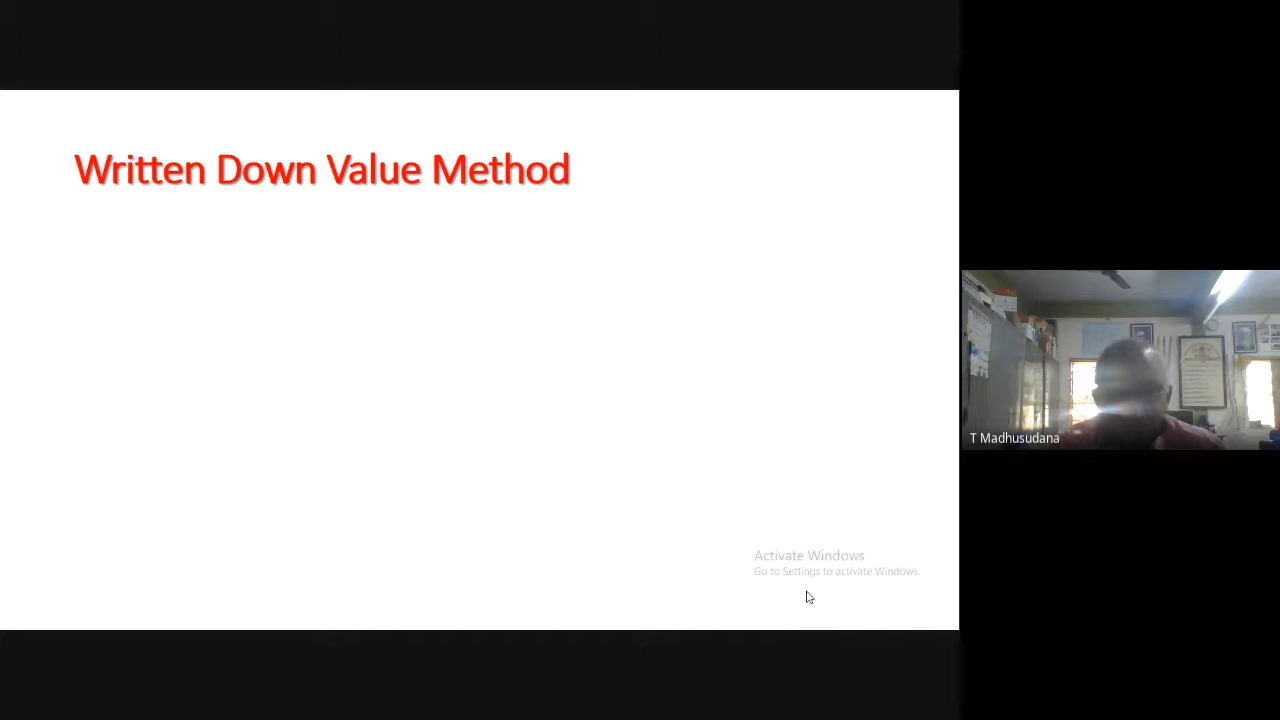 Written Down Value Method
Activate Windows
Go to Settings to activate Windows.
T Madhusudana